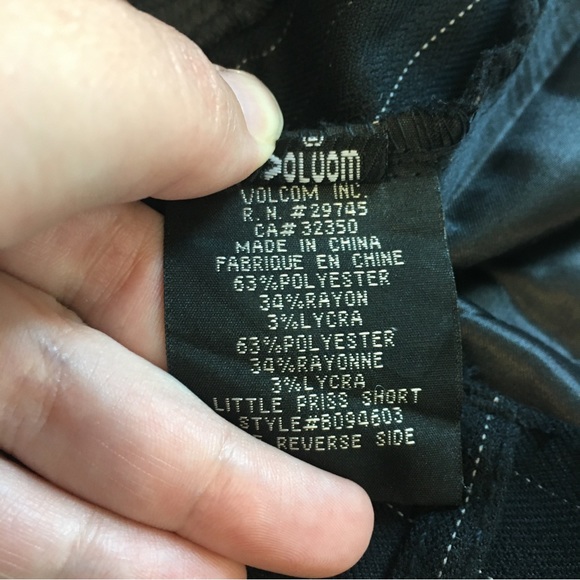 VOLCOM
VOLCOM INC.
R.N. #29745
CA# 32350
MADE IN CHINA
FABRIQUE EN CHINE
63%POLYESTER
34%RAYON
3%LYCRA
63%POLYESTER
34%RAYONNE
3%LYCRA
LITTLE PRISS SHORT
STYLE#B094603
REVERSE SIDE